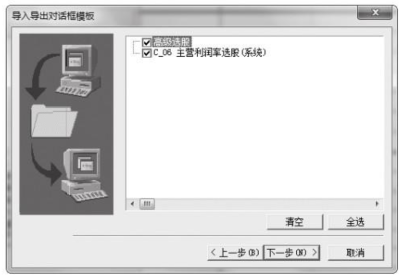 导入导出对话框模板
高级选股
C_06 主营利润率选股(系统)
清空
全选
< 上一步(B)
下一步(N) >
取消